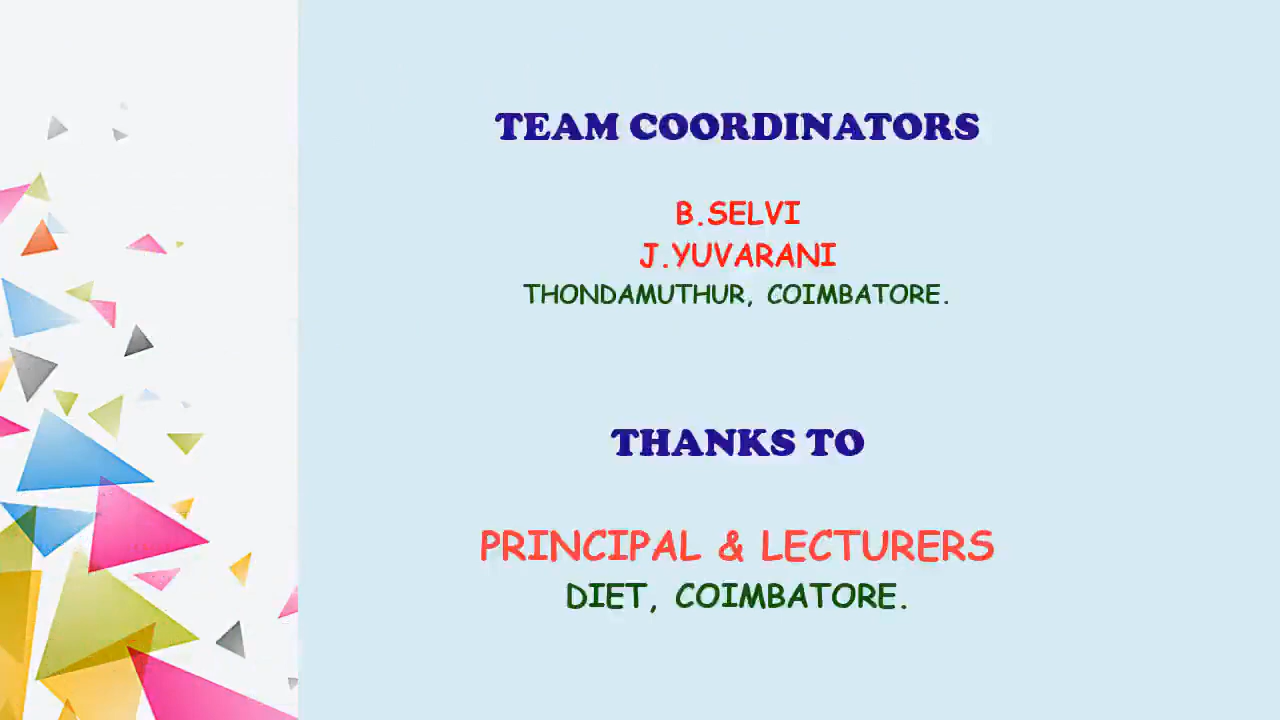 TEAM COORDINATORS
B.SELVI
J.YUVARANI
THONDAMUTHUR, COIMBATORE.
THANKS TO
PRINCIPAL & LECTURERS
DIET, COIMBATORE.